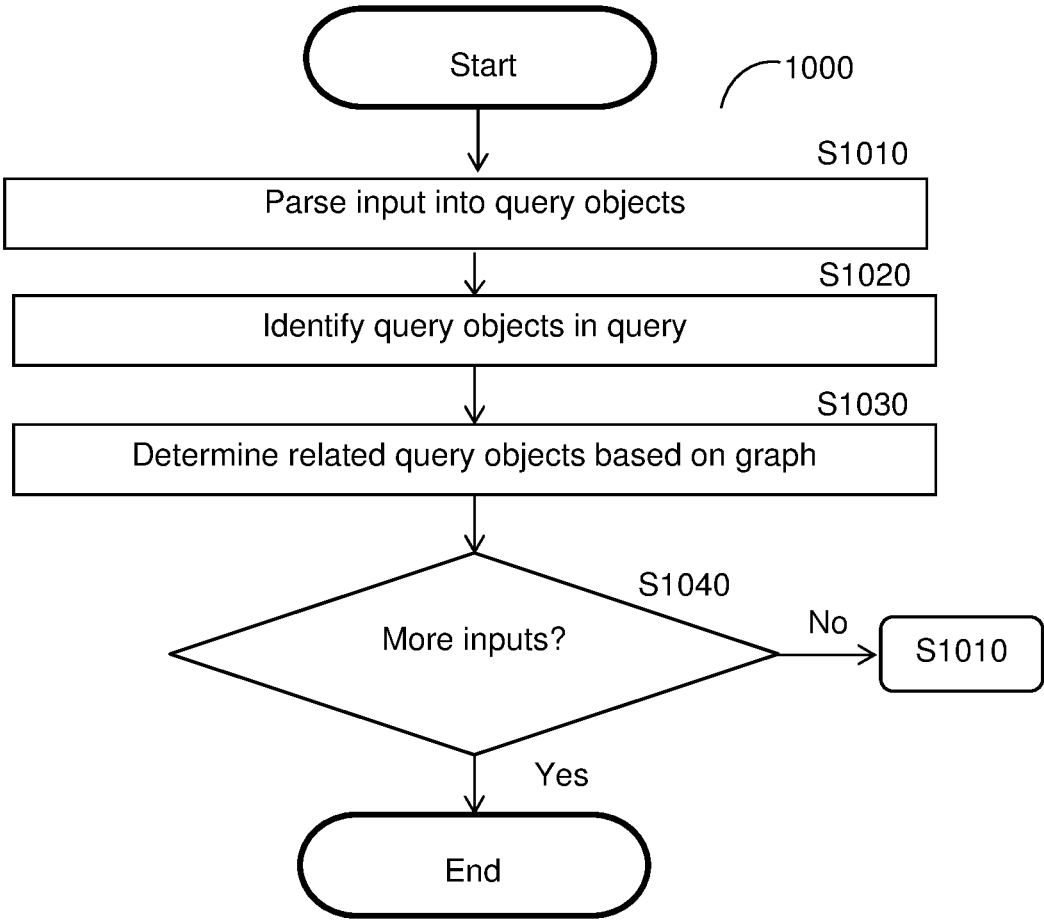 Start
1000
S1010
Parse input into query objects
S1020
Identify query objects in query
S1030
Determine related query objects based on graph
S1040
More inputs?
No
S1010
Yes
End